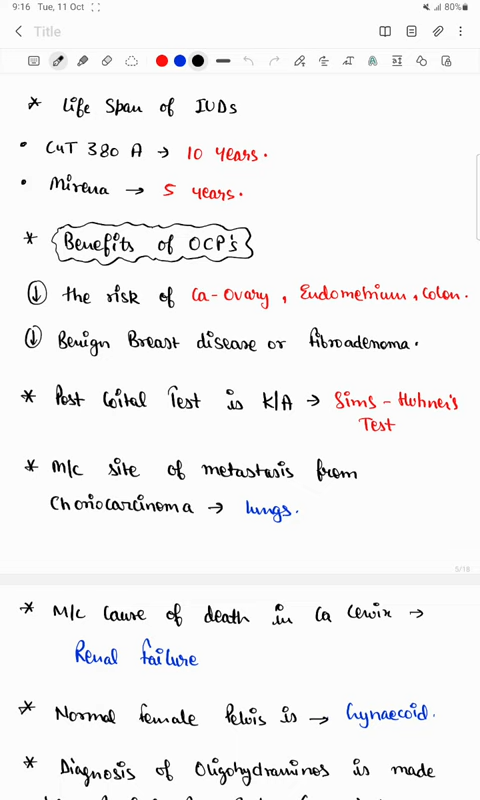 9:16 Tue, 11 Oct
80%
Title
* Life Span of IUDs
• CuT 380 A → 10 years.
• Mirena → 5 years.
* Benefits of OCP's
↓ the risk of Ca-Ovary, Endometrium, Colon.
↓ Benign Breast disease or fibroadenoma.
* Post Coital Test is K/A → Sims-Huhner's
Test
* M/c site of metastasis from
Choriocarcinoma → lungs.
5/18
* M/c cause of death in Ca Cervix →
Renal failure
* Normal female Pelvis is → Gynaecoid.
* Diagnosis of Oligohydraminos is made